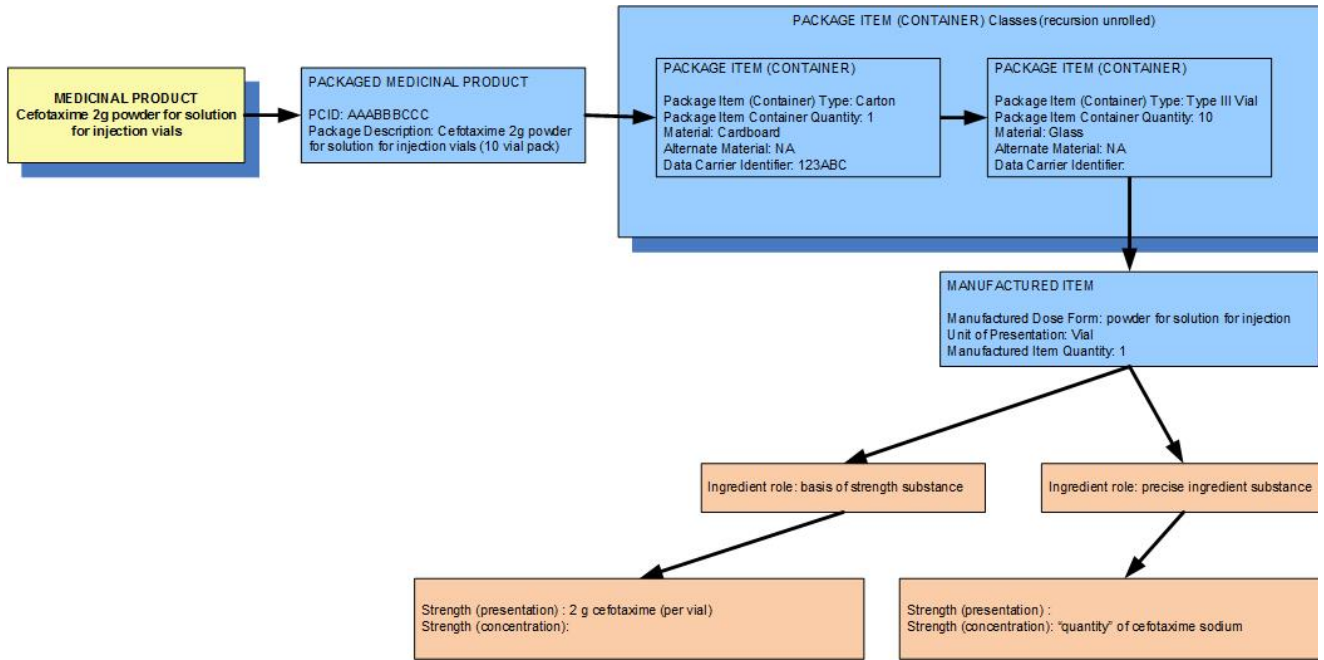 PACKAGE ITEM (CONTAINER) Classes (recursion unrolled)
MEDICINAL PRODUCT
Cefotaxime 2g powder for solution
for injection vials
PACKAGED MEDICINAL PRODUCT
PCID: AAABBBCCC
Package Description: Cefotaxime 2g powder
for solution for injection vials (10 vial pack)
PACKAGE ITEM (CONTAINER)
Package Item (Container) Type: Carton
Package Item Container Quantity: 1
Material: Cardboard
Alternate Material: NA
Data Carrier Identifier: 123ABC
PACKAGE ITEM (CONTAINER)
Package Item (Container) Type: Type III Vial
Package Item Container Quantity: 10
Material: Glass
Alternate Material: NA
Data Carrier Identifier:
MANUFACTURED ITEM
Manufactured Dose Form: powder for solution for injection
Unit of Presentation: Vial
Manufactured Item Quantity: 1
Ingredient role: basis of strength substance
Ingredient role: precise ingredient substance
Strength (presentation) : 2 g cefotaxime (per vial)
Strength (concentration):
Strength (presentation) :
Strength (concentration): “quantity” of cefotaxime sodium